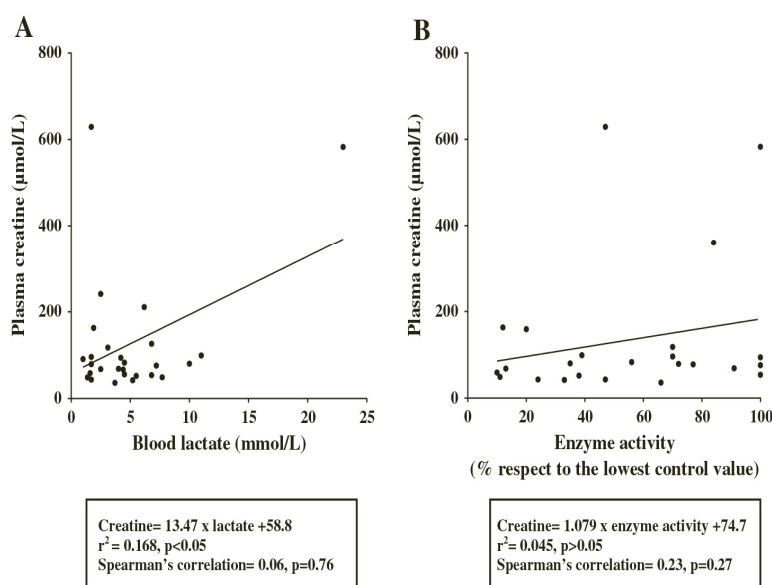 A
800
600
400
200
0
Plasma creatine (μmol/L)
0 5 10 15 20 25
Blood lactate (mmol/L)
Creatine= 13.47 x lactate +58.8
r²= 0.168, p<0.05
Spearman's correlation= 0.06, p=0.76
B
800
600
400
200
0
Plasma creatine (μmol/L)
0 20 40 60 80 100
Enzyme activity
(% respect to the lowest control value)
Creatine= 1.079 x enzyme activity +74.7
r²= 0.045, p>0.05
Spearman's correlation= 0.23, p=0.27